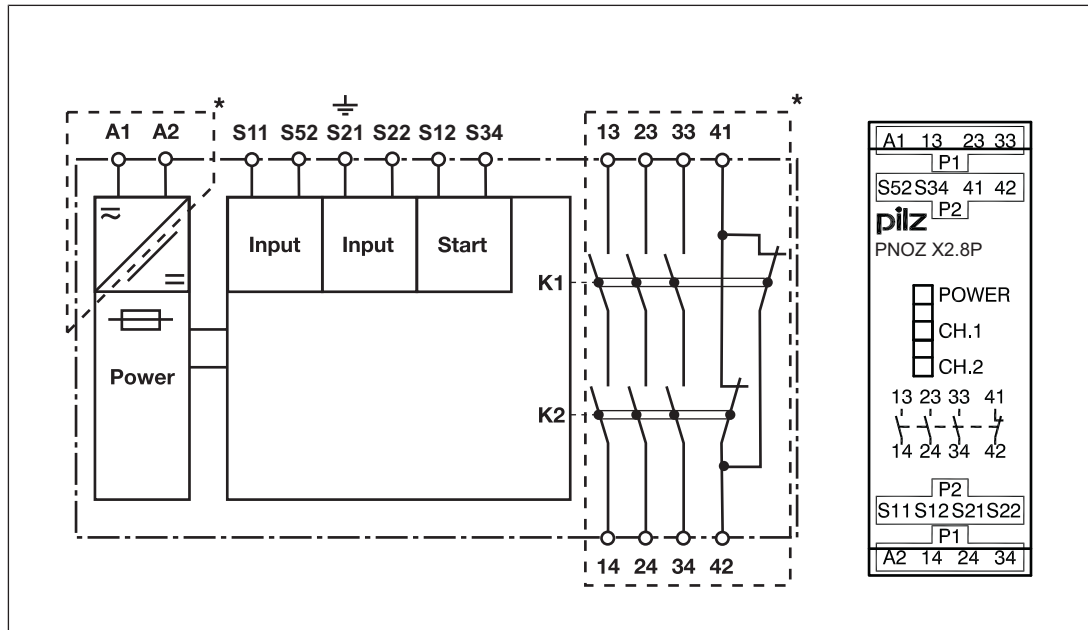 *
*
A1 A2 S11 S52 S21 S22 S12 S34 13 23 33 41
Input Input Start
K1
Power
K2
14 24 34 42
A1 13 23 33
P1
S52 S34 41 42
P2
pilz
PNOZ X2.8P
POWER
CH.1
CH.2
13 23 33 41
14 24 34 42
P2
S11 S12 S21 S22
P1
A2 14 24 34